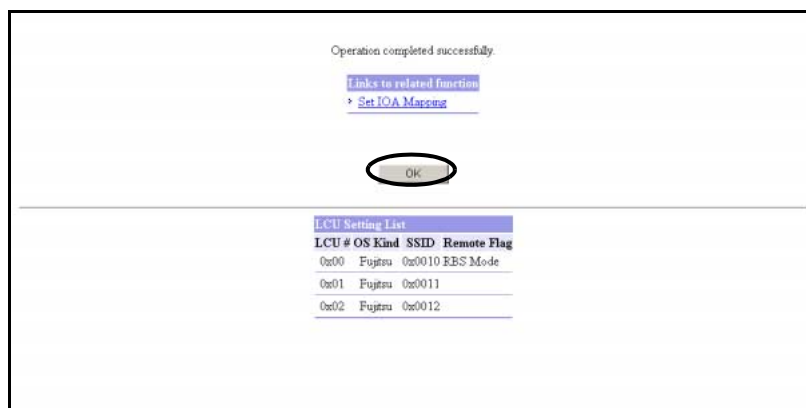 Operation completed successfully.
Links to related function
Set IOA Mapping
OK
LCU Setting List
LCU # OS Kind SSID Remote Flag
0x00 Fujitsu 0x0010 RBS Mode
0x01 Fujitsu 0x0011
0x02 Fujitsu 0x0012